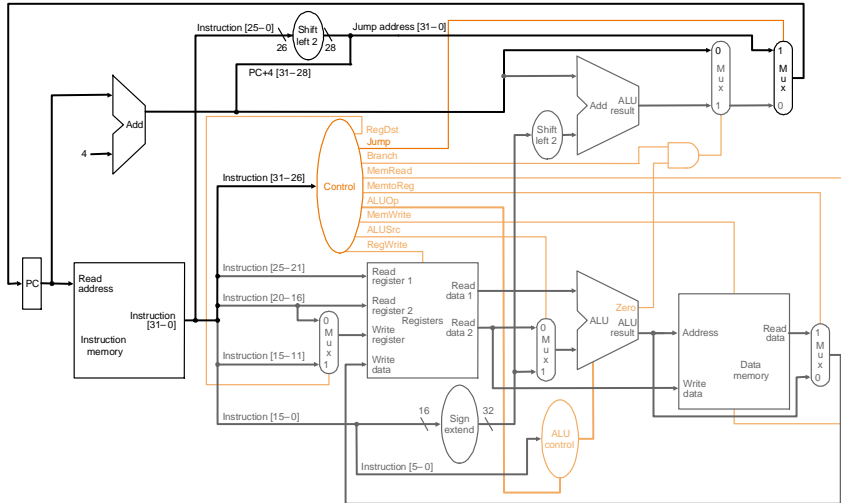 Instruction [25–0]
26
Shift
left 2
28
Jump address [31–0]
PC+4 [31–28]
Add
4
0
M
u
x
1
1
M
u
x
0
Add
ALU
result
Shift
left 2
RegDst
Jump
Branch
MemRead
MemtoReg
ALUOp
MemWrite
ALUSrc
RegWrite
Control
Instruction [31–26]
PC
Read
address
Instruction
[31–0]
Instruction
memory
Instruction [25–21]
Instruction [20–16]
Instruction [15–11]
0
M
u
x
1
Read
register 1
Read
register 2
Write
register
Write
data
Registers
Read
data 1
Read
data 2
0
M
u
x
1
Zero
ALU
ALU
result
Address
Read
data
Data
memory
Write
data
1
M
u
x
0
Instruction [15–0]
16
Sign
extend
32
Instruction [5–0]
ALU
control